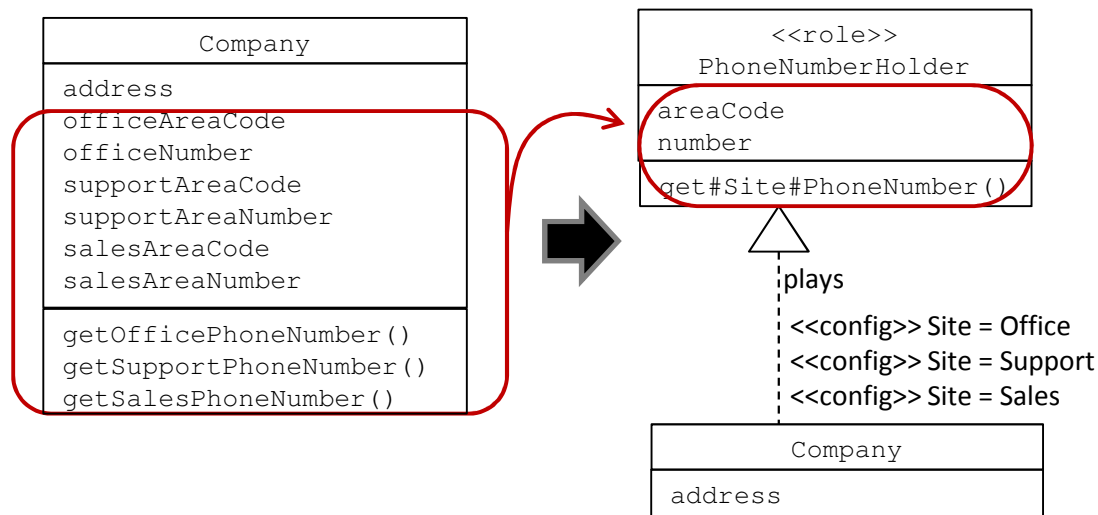 Company
address
officeAreaCode
officeNumber
supportAreaCode
supportAreaNumber
salesAreaCode
salesAreaNumber
getOfficePhoneNumber()
getSupportPhoneNumber()
getSalesPhoneNumber()
<<role>>
PhoneNumberHolder
areaCode
number
get#Site#PhoneNumber()
plays
<<config>> Site = Office
<<config>> Site = Support
<<config>> Site = Sales
Company
address